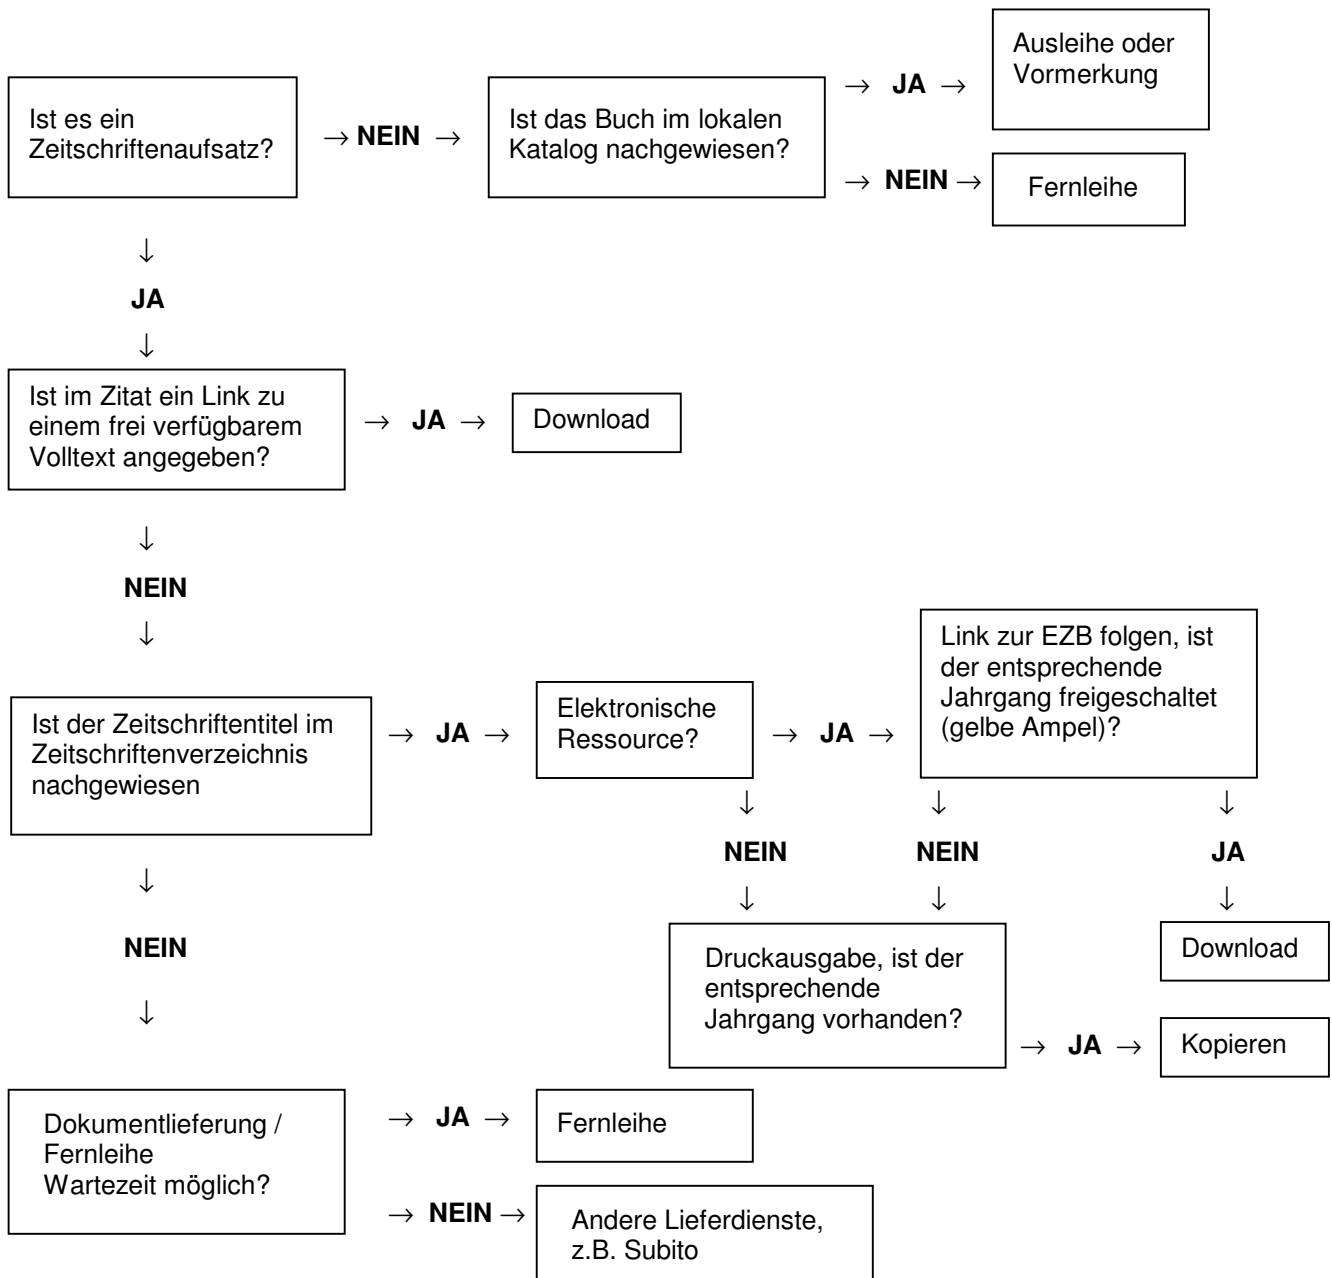 Ausleihe oder
Vormerkung
Ist es ein
Zeitschriftenaufsatz?
→ NEIN →
Ist das Buch im lokalen
Katalog nachgewiesen?
→ JA →
→ NEIN →
Fernleihe
↓
JA
↓
Ist im Zitat ein Link zu
einem frei verfügbarem
Volltext angegeben?
→ JA →
Download
↓
NEIN
↓
Ist der Zeitschriftentitel im
Zeitschriftenverzeichnis
nachgewiesen
→ JA →
Elektronische
Ressource?
→ JA →
Link zur EZB folgen, ist
der entsprechende
Jahrgang freigeschaltet
(gelbe Ampel)?
↓ ↓ ↓
NEIN NEIN JA
↓ ↓ ↓
Druckausgabe, ist der
entsprechende
Jahrgang vorhanden?
Download
→ JA →
Kopieren
↓
NEIN
↓
Dokumentlieferung /
Fernleihe
Wartezeit möglich?
→ JA →
Fernleihe
→ NEIN →
Andere Lieferdienste,
z.B. Subito